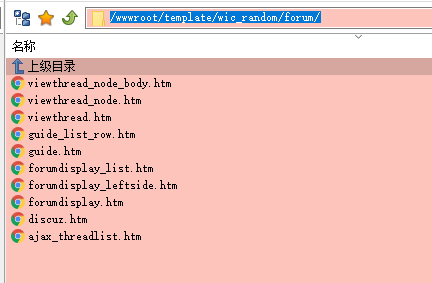 /wwwroot/template/wic_random/forum/
名称
上级目录
viewthread_node_body.htm
viewthread_node.htm
viewthread.htm
guide_list_row.htm
guide.htm
forumdisplay_list.htm
forumdisplay_leftside.htm
forumdisplay.htm
discuz.htm
ajax_threadlist.htm